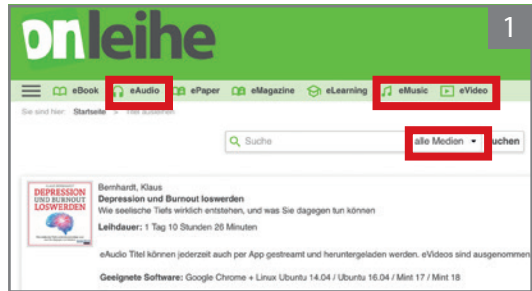 onleihe
1
eBook eAudio ePaper eMagazine eLearning eMusic eVideo
Sie sind hier: Startseite > Titel ausleihen
Suche alle Medien uchen
DEPRESSION
UND BURNOUT
LOSWERDEN
Bernhardt, Klaus
Depression und Burnout loswerden
Wie seelische Tiefs wirklich entstehen, und was Sie dagegen tun können
Leihdauer: 1 Tag 10 Stunden 26 Minuten
eAudio Titel können jederzeit auch per App gestreamt und heruntergeladen werden. eVideos sind ausgenommen
Geeignete Software: Google Chrome + Linux Ubuntu 14.04 / Ubuntu 16.04 / Mint 17 / Mint 18